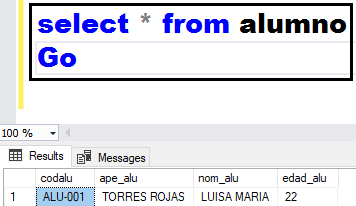 select * from alumno
Go
100 %
Results Messages
codalu ape_alu nom_alu edad_alu
1 ALU-001 TORRES ROJAS LUISA MARIA 22